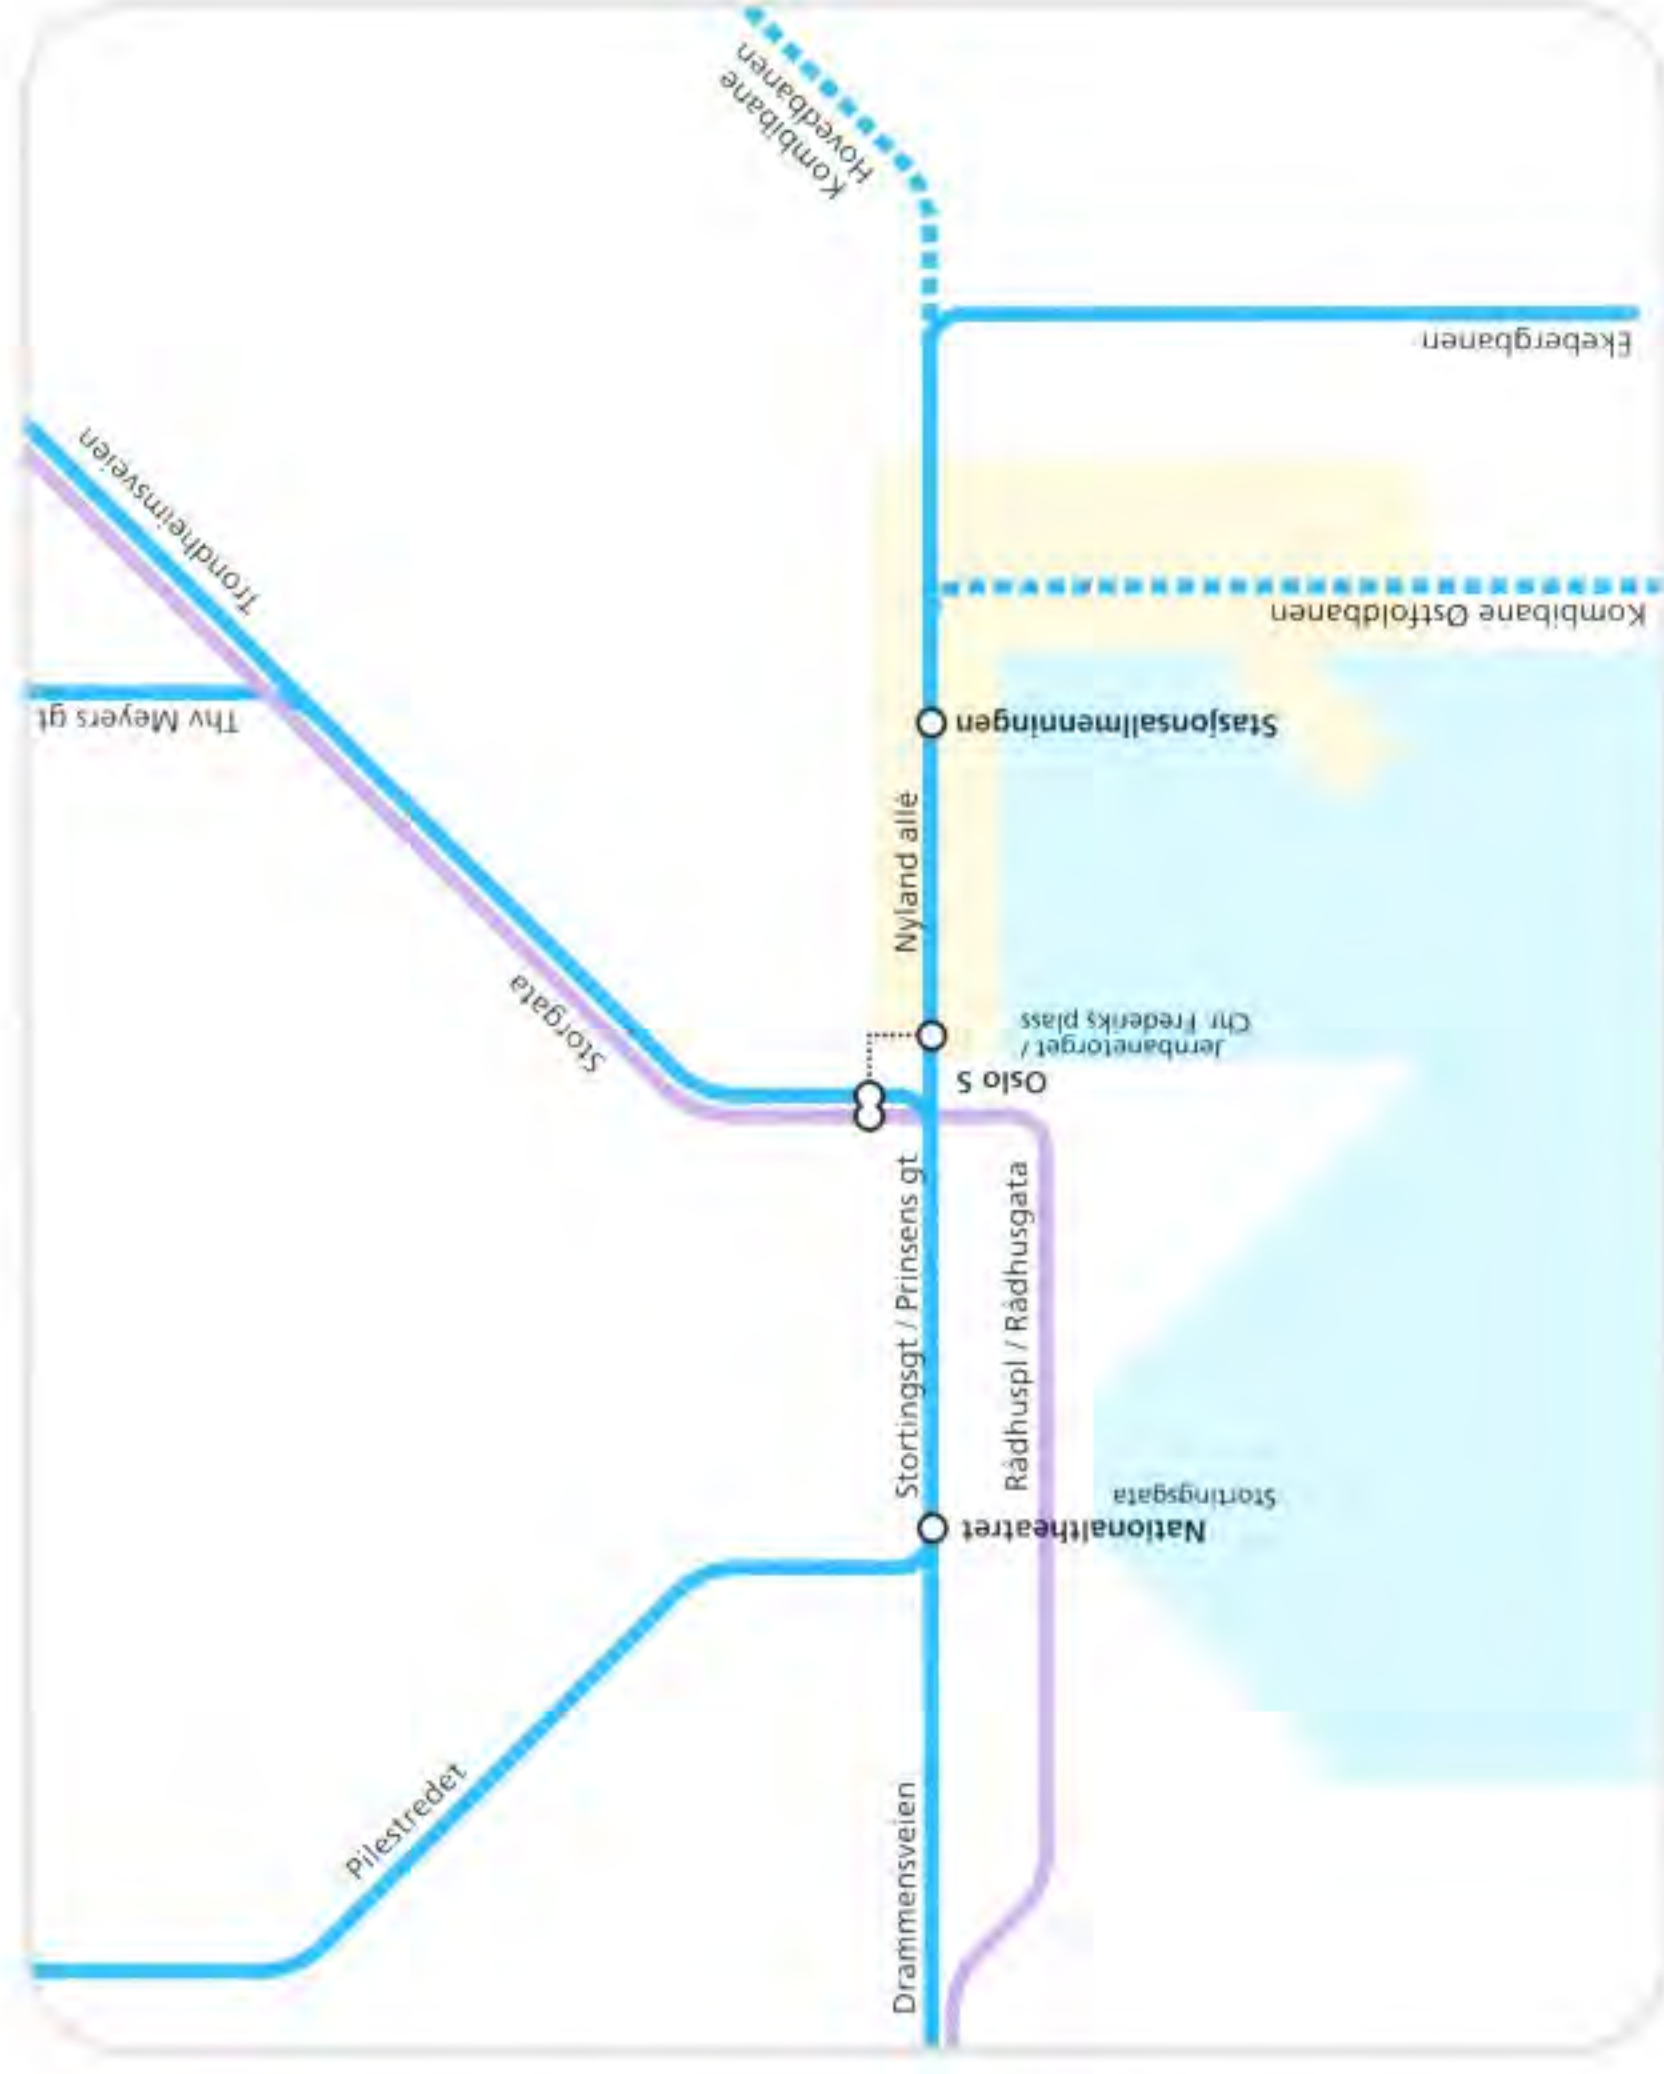 Kombibane
Hovedbanen
Ekebergbanen
Trondheimsveien
Kombibane Østfoldbanen
Thv Meyers gt
Stasjonsallmenningen
Nyland allé
Storgata
Jernbanetorget /
Chr. Frederiks plass
Oslo S
Stortingsgt / Prinsens gt
Rådhuspl / Rådhusgata
Nationaltheatret
Stortingsgata
Pilestredet
Drammensveien